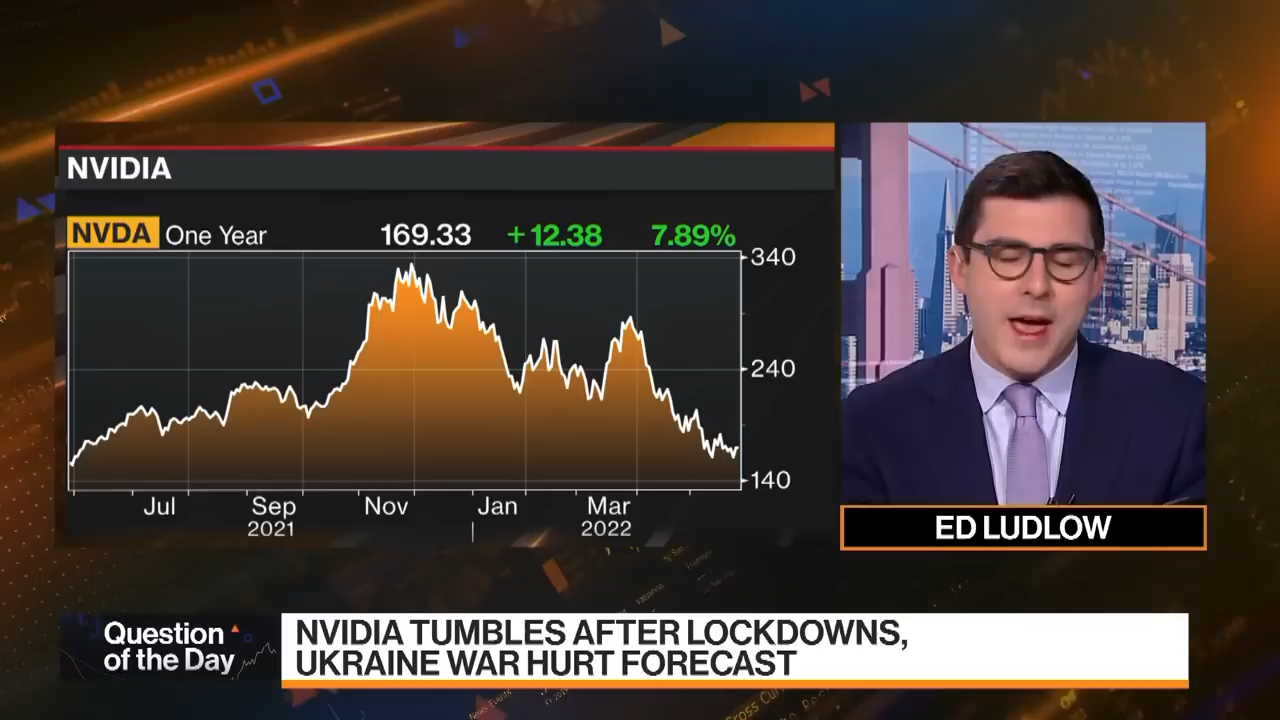 NVIDIA
NVDA One Year 169.33 +12.38 7.89%
340
240
140
Jul Sep Nov Jan Mar
2021 2022
ED LUDLOW
Question
of the Day
NVIDIA TUMBLES AFTER LOCKDOWNS,
UKRAINE WAR HURT FORECAST